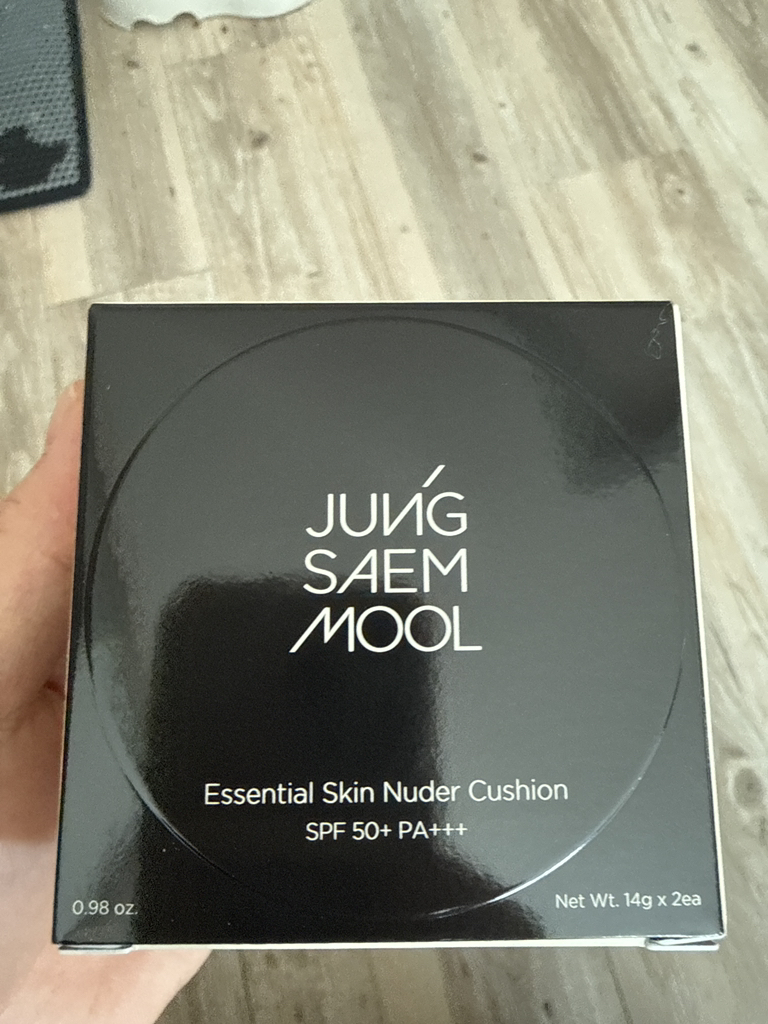 JUNG
SAEM
MOOL
Essential Skin Nuder Cushion
SPF 50+ PA+++
0.98 oz.
Net Wt. 14g x 2ea